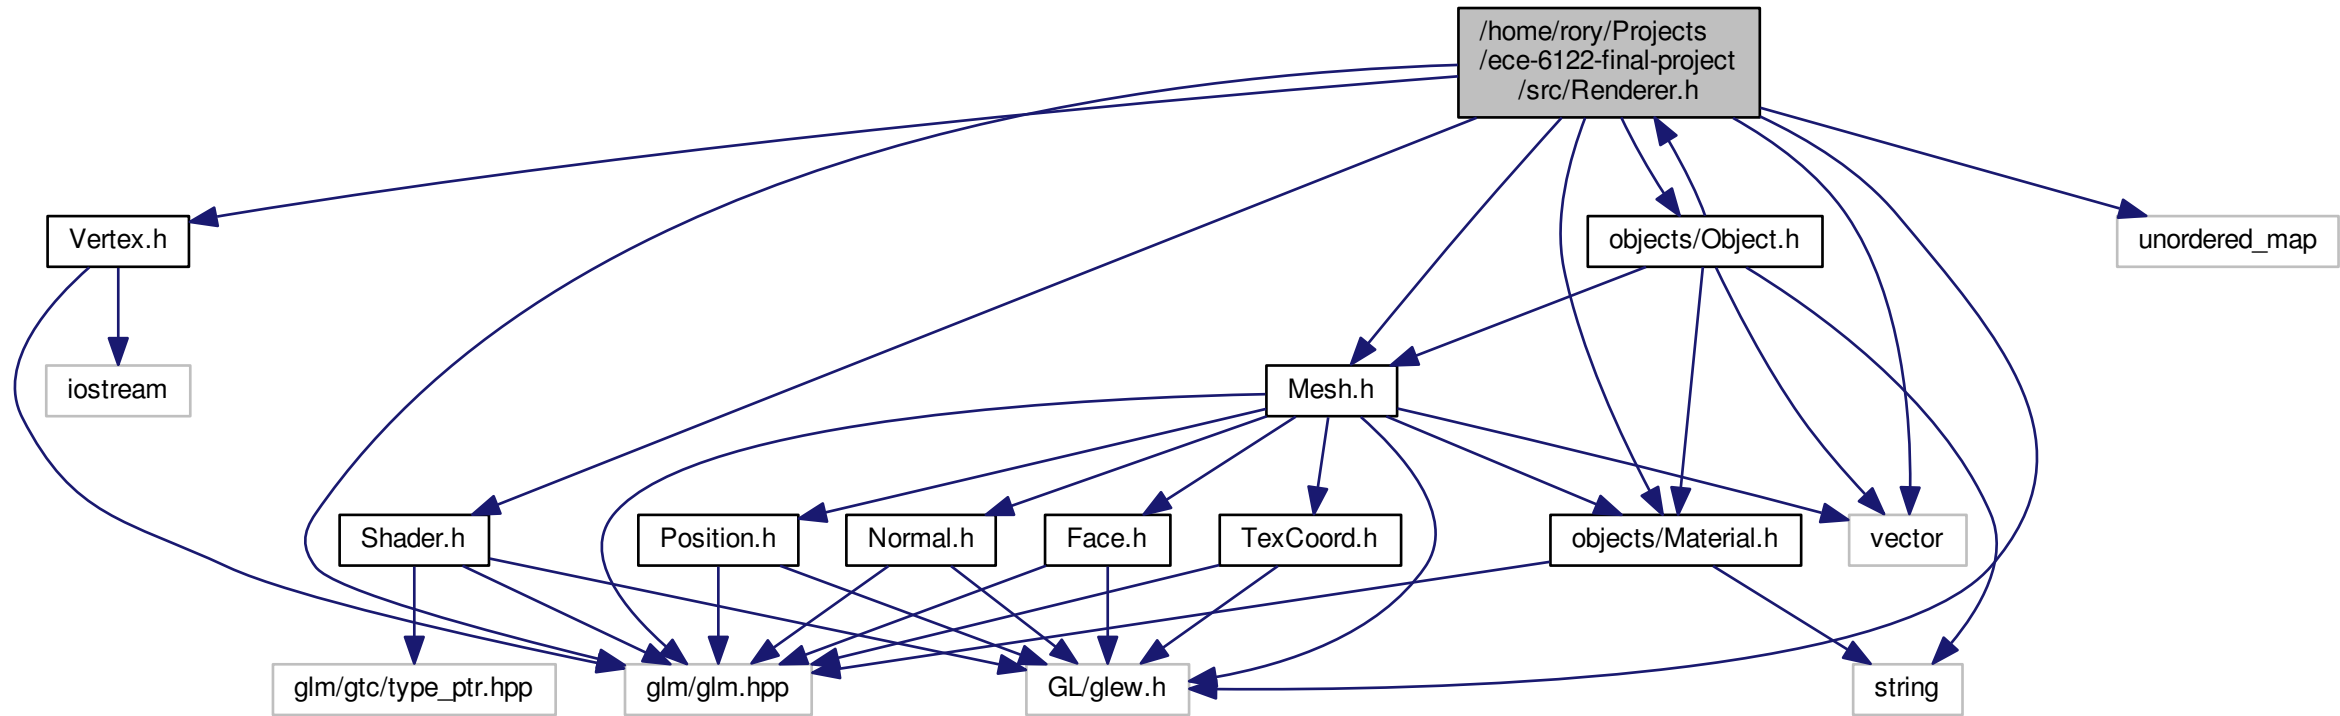 /home/rory/Projects
/ece-6122-final-project
/src/Renderer.h
Vertex.h
objects/Object.h
unordered_map
iostream
Mesh.h
Shader.h
Position.h
Normal.h
Face.h
TexCoord.h
objects/Material.h
vector
glm/gtc/type_ptr.hpp
glm/glm.hpp
GL/glew.h
string